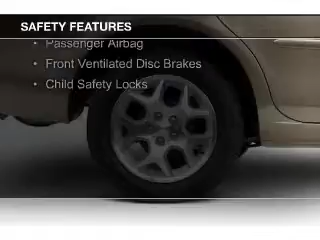 SAFETY FEATURES
• Passenger Airbag
• Front Ventilated Disc Brakes
• Child Safety Locks